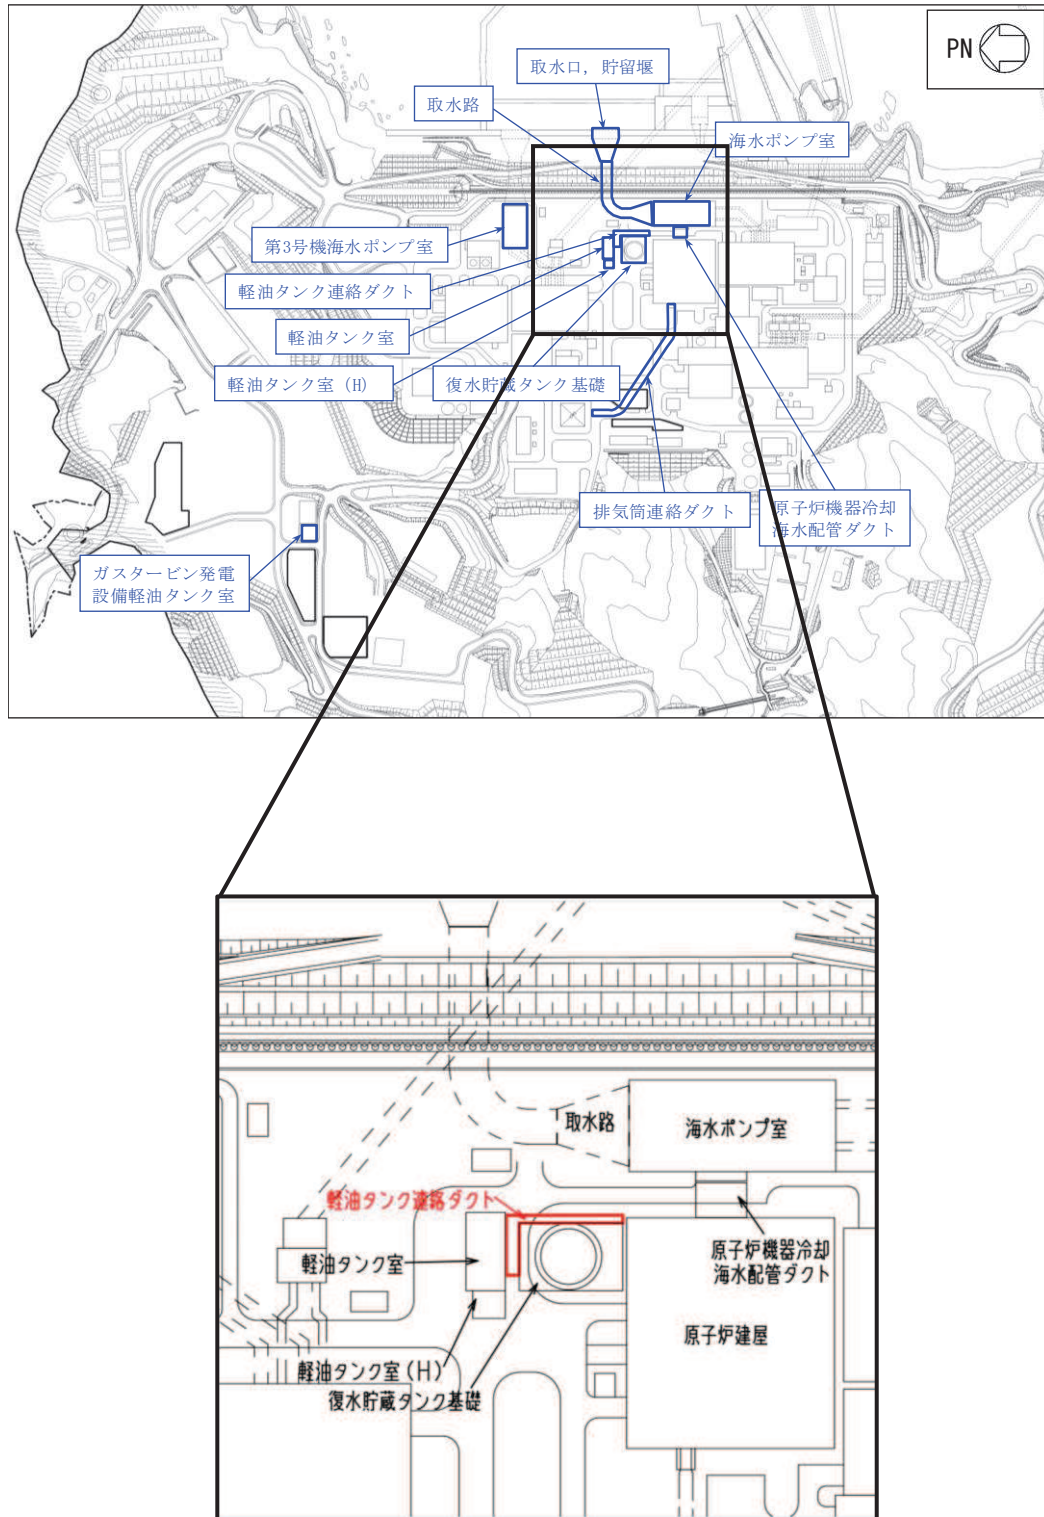 PN
取水口，貯留堰
取水路
海水ポンプ室
第3号機海水ポンプ室
軽油タンク連絡ダクト
軽油タンク室
軽油タンク室（H）
復水貯蔵タンク基礎
排気筒連絡ダクト
原子炉機器冷却
海水配管ダクト
ガスタービン発電
設備軽油タンク室
取水路
海水ポンプ室
軽油タンク連絡ダクト
軽油タンク室
原子炉機器冷却
海水配管ダクト
原子炉建屋
軽油タンク室(H)
復水貯蔵タンク基礎